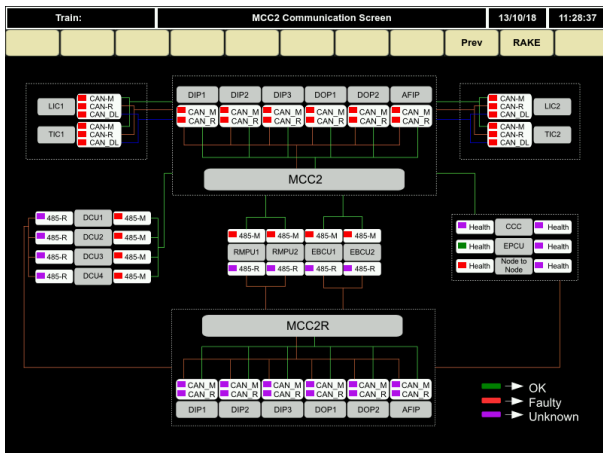 Train: MCC2 Communication Screen 13/10/18 11:28:37
Prev RAKE
DIP1 DIP2 DIP3 DOP1 DOP2 AFIP
LIC1 CAN-M CAN-R CAN_DL
CAN_M CAN_M CAN_M CAN_M CAN_M CAN_M
CAN_R CAN_R CAN_R CAN_R CAN_R CAN_R
CAN-M CAN-R CAN_DL LIC2
TIC1 CAN-M CAN-R CAN_DL
CAN-M CAN-R CAN_DL TIC2
MCC2
485-R DCU1 485-M
485-R DCU2 485-M
485-R DCU3 485-M
485-R DCU4 485-M
485-M 485-M 485-M 485-M
RMPU1 RMPU2 EBCU1 EBCU2
485-R 485-R 485-R 485-R
Health CCC Health
Health EPCU Health
Health Node to Node Health
MCC2R
CAN_M CAN_M CAN_M CAN_M CAN_M CAN_M
CAN_R CAN_R CAN_R CAN_R CAN_R CAN_R
DIP1 DIP2 DIP3 DOP1 DOP2 AFIP
OK
Faulty
Unknown